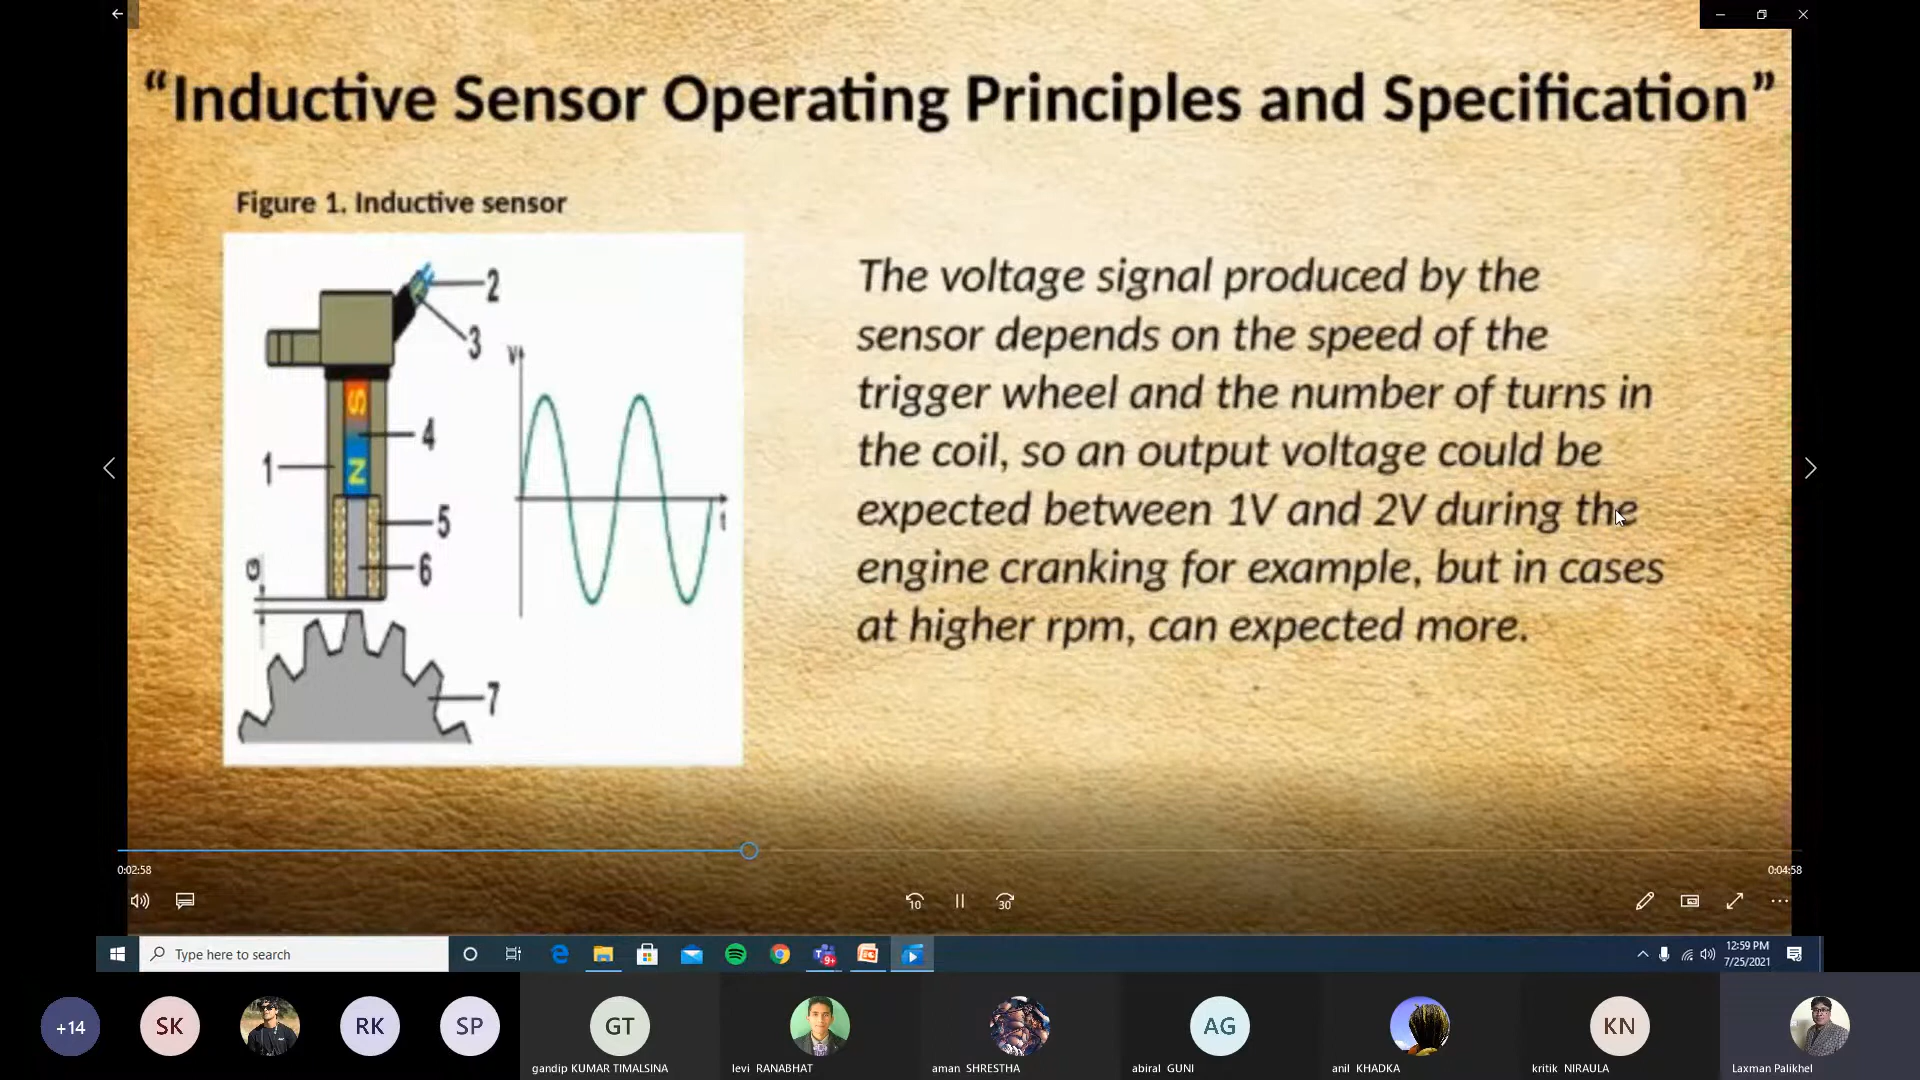 “Inductive Sensor Operating Principles and Specification”
Figure 1. Inductive sensor
2
3
V
S
4
1
N
t
5
G
6
7
The voltage signal produced by the
sensor depends on the speed of the
trigger wheel and the number of turns in
the coil, so an output voltage could be
expected between 1V and 2V during the
engine cranking for example, but in cases
at higher rpm, can expected more.
0:02:58
0:04:58
10
30
Type here to search
9+
12:59 PM
7/25/2021
+14
SK
RK
SP
GT
AG
KN
gandip KUMAR TIMALSINA
levi RANABHAT
aman SHRESTHA
abiral GUNI
anil KHADKA
kritik NIRAULA
Laxman Palikhel